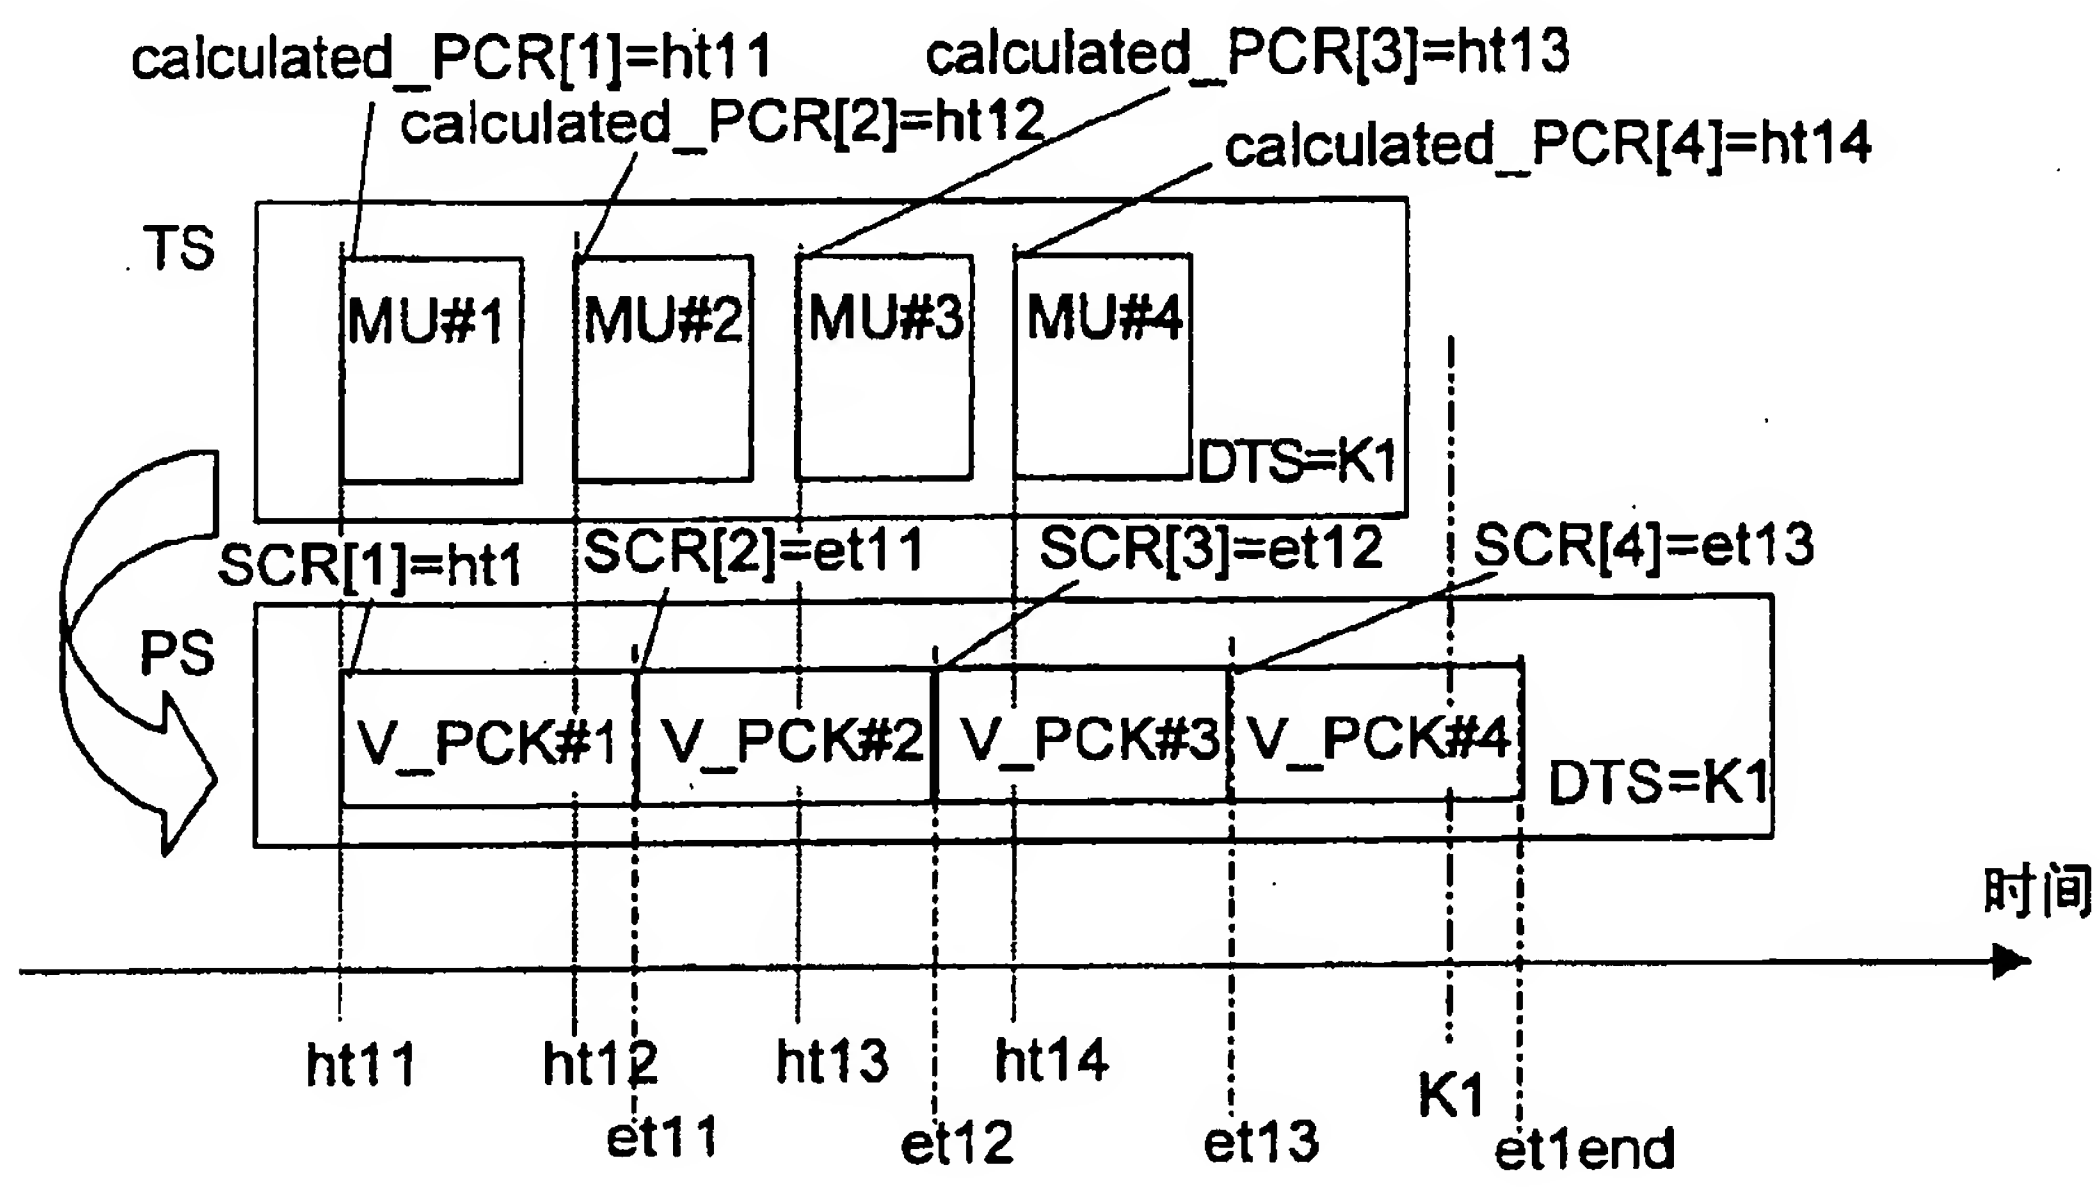 calculated_PCR[1]=ht11
calculated_PCR[3]=ht13
calculated_PCR[2]=ht12
calculated_PCR[4]=ht14
TS
MU#1 MU#2 MU#3 MU#4
DTS=K1
SCR[1]=ht1 SCR[2]=et11 SCR[3]=et12 SCR[4]=et13
PS
V_PCK#1 V_PCK#2 V_PCK#3 V_PCK#4
DTS=K1
时间
ht11 ht12 ht13 ht14
K1
et11 et12 et13 et1end